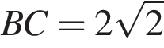 BC = 2√2